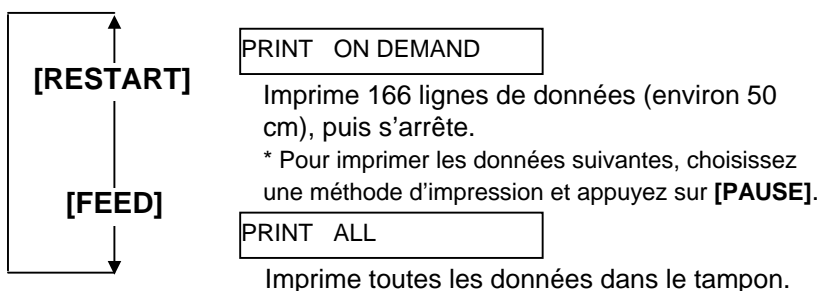 PRINT ON DEMAND
[RESTART]
Imprime 166 lignes de données (environ 50
cm), puis s’arrête.
* Pour imprimer les données suivantes, choisissez
une méthode d’impression et appuyez sur [PAUSE].
[FEED]
PRINT ALL
Imprime toutes les données dans le tampon.